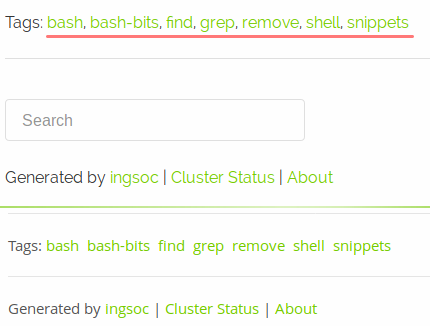 Tags: bash, bash-bits, find, grep, remove, shell, snippets
Search
Generated by ingsoc | Cluster Status | About
Tags: bash bash-bits find grep remove shell snippets
Generated by ingsoc | Cluster Status | About